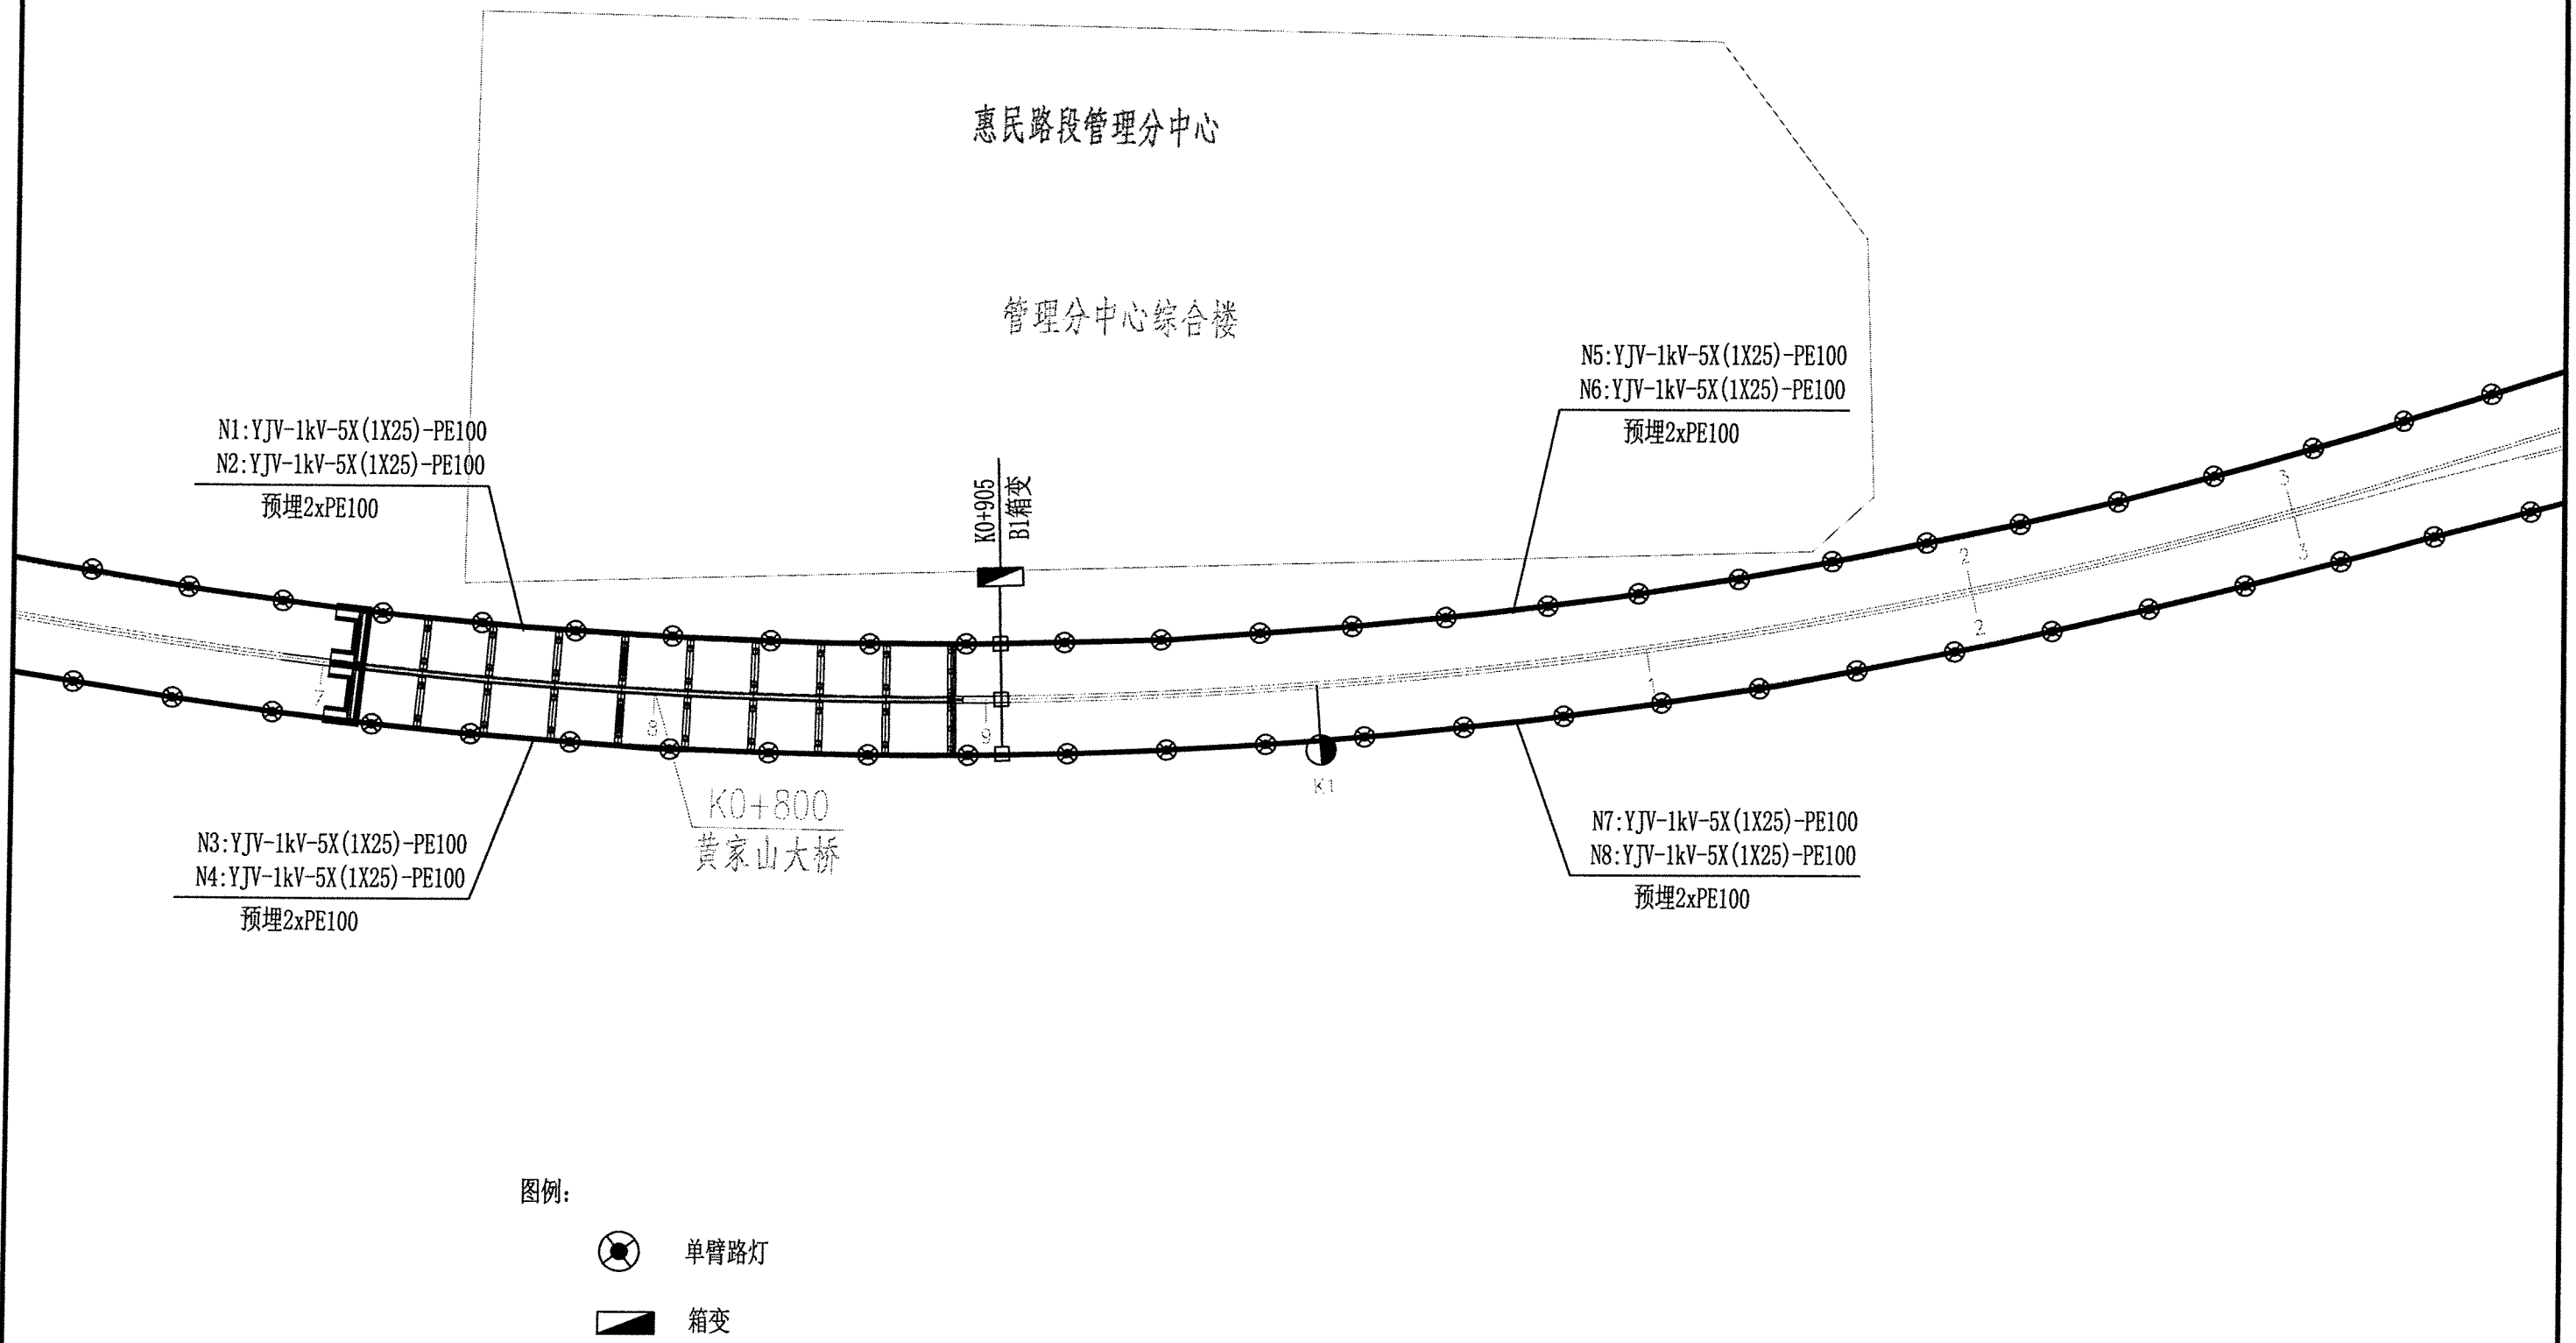 惠民路段管理分中心
管理分中心综合楼
N5:YJV-1kV-5X(1X25)-PE100
N6:YJV-1kV-5X(1X25)-PE100
预埋2xPE100
N1:YJV-1kV-5X(1X25)-PE100
N2:YJV-1kV-5X(1X25)-PE100
预埋2xPE100
K0+905
B1箱变
3
3
2
2
1
7
8
9
K1
K0+800
黄家山大桥
N3:YJV-1kV-5X(1X25)-PE100
N4:YJV-1kV-5X(1X25)-PE100
预埋2xPE100
N7:YJV-1kV-5X(1X25)-PE100
N8:YJV-1kV-5X(1X25)-PE100
预埋2xPE100
图例:
单臂路灯
箱变